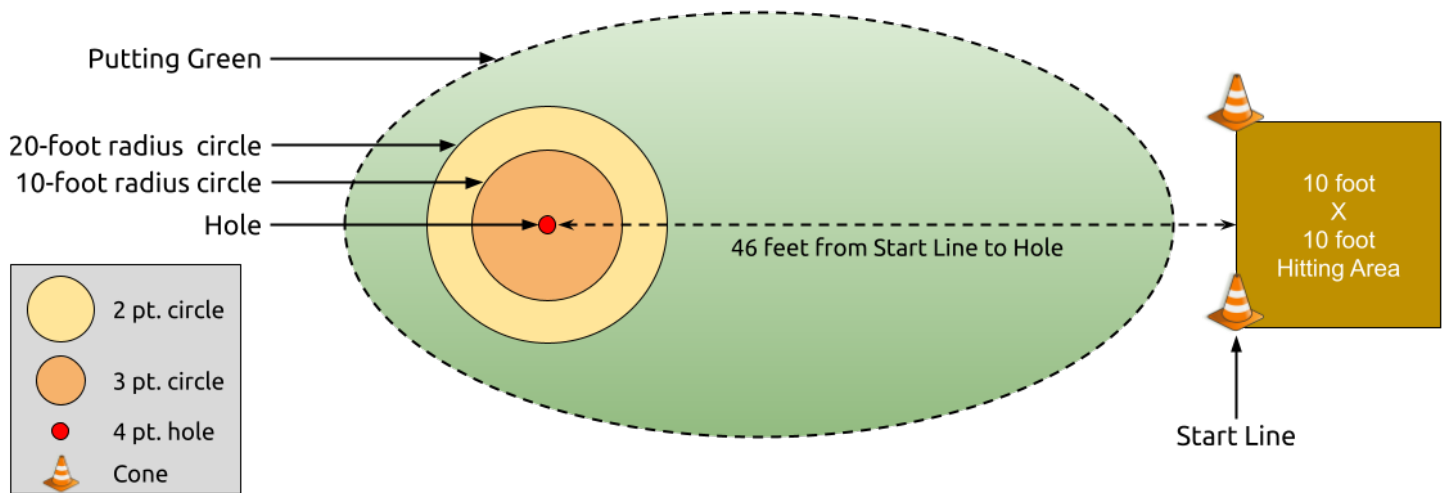 Putting Green
20-foot radius circle
10-foot radius circle
Hole
46 feet from Start Line to Hole
10 foot
X
10 foot
Hitting Area
Start Line
2 pt. circle
3 pt. circle
4 pt. hole
Cone